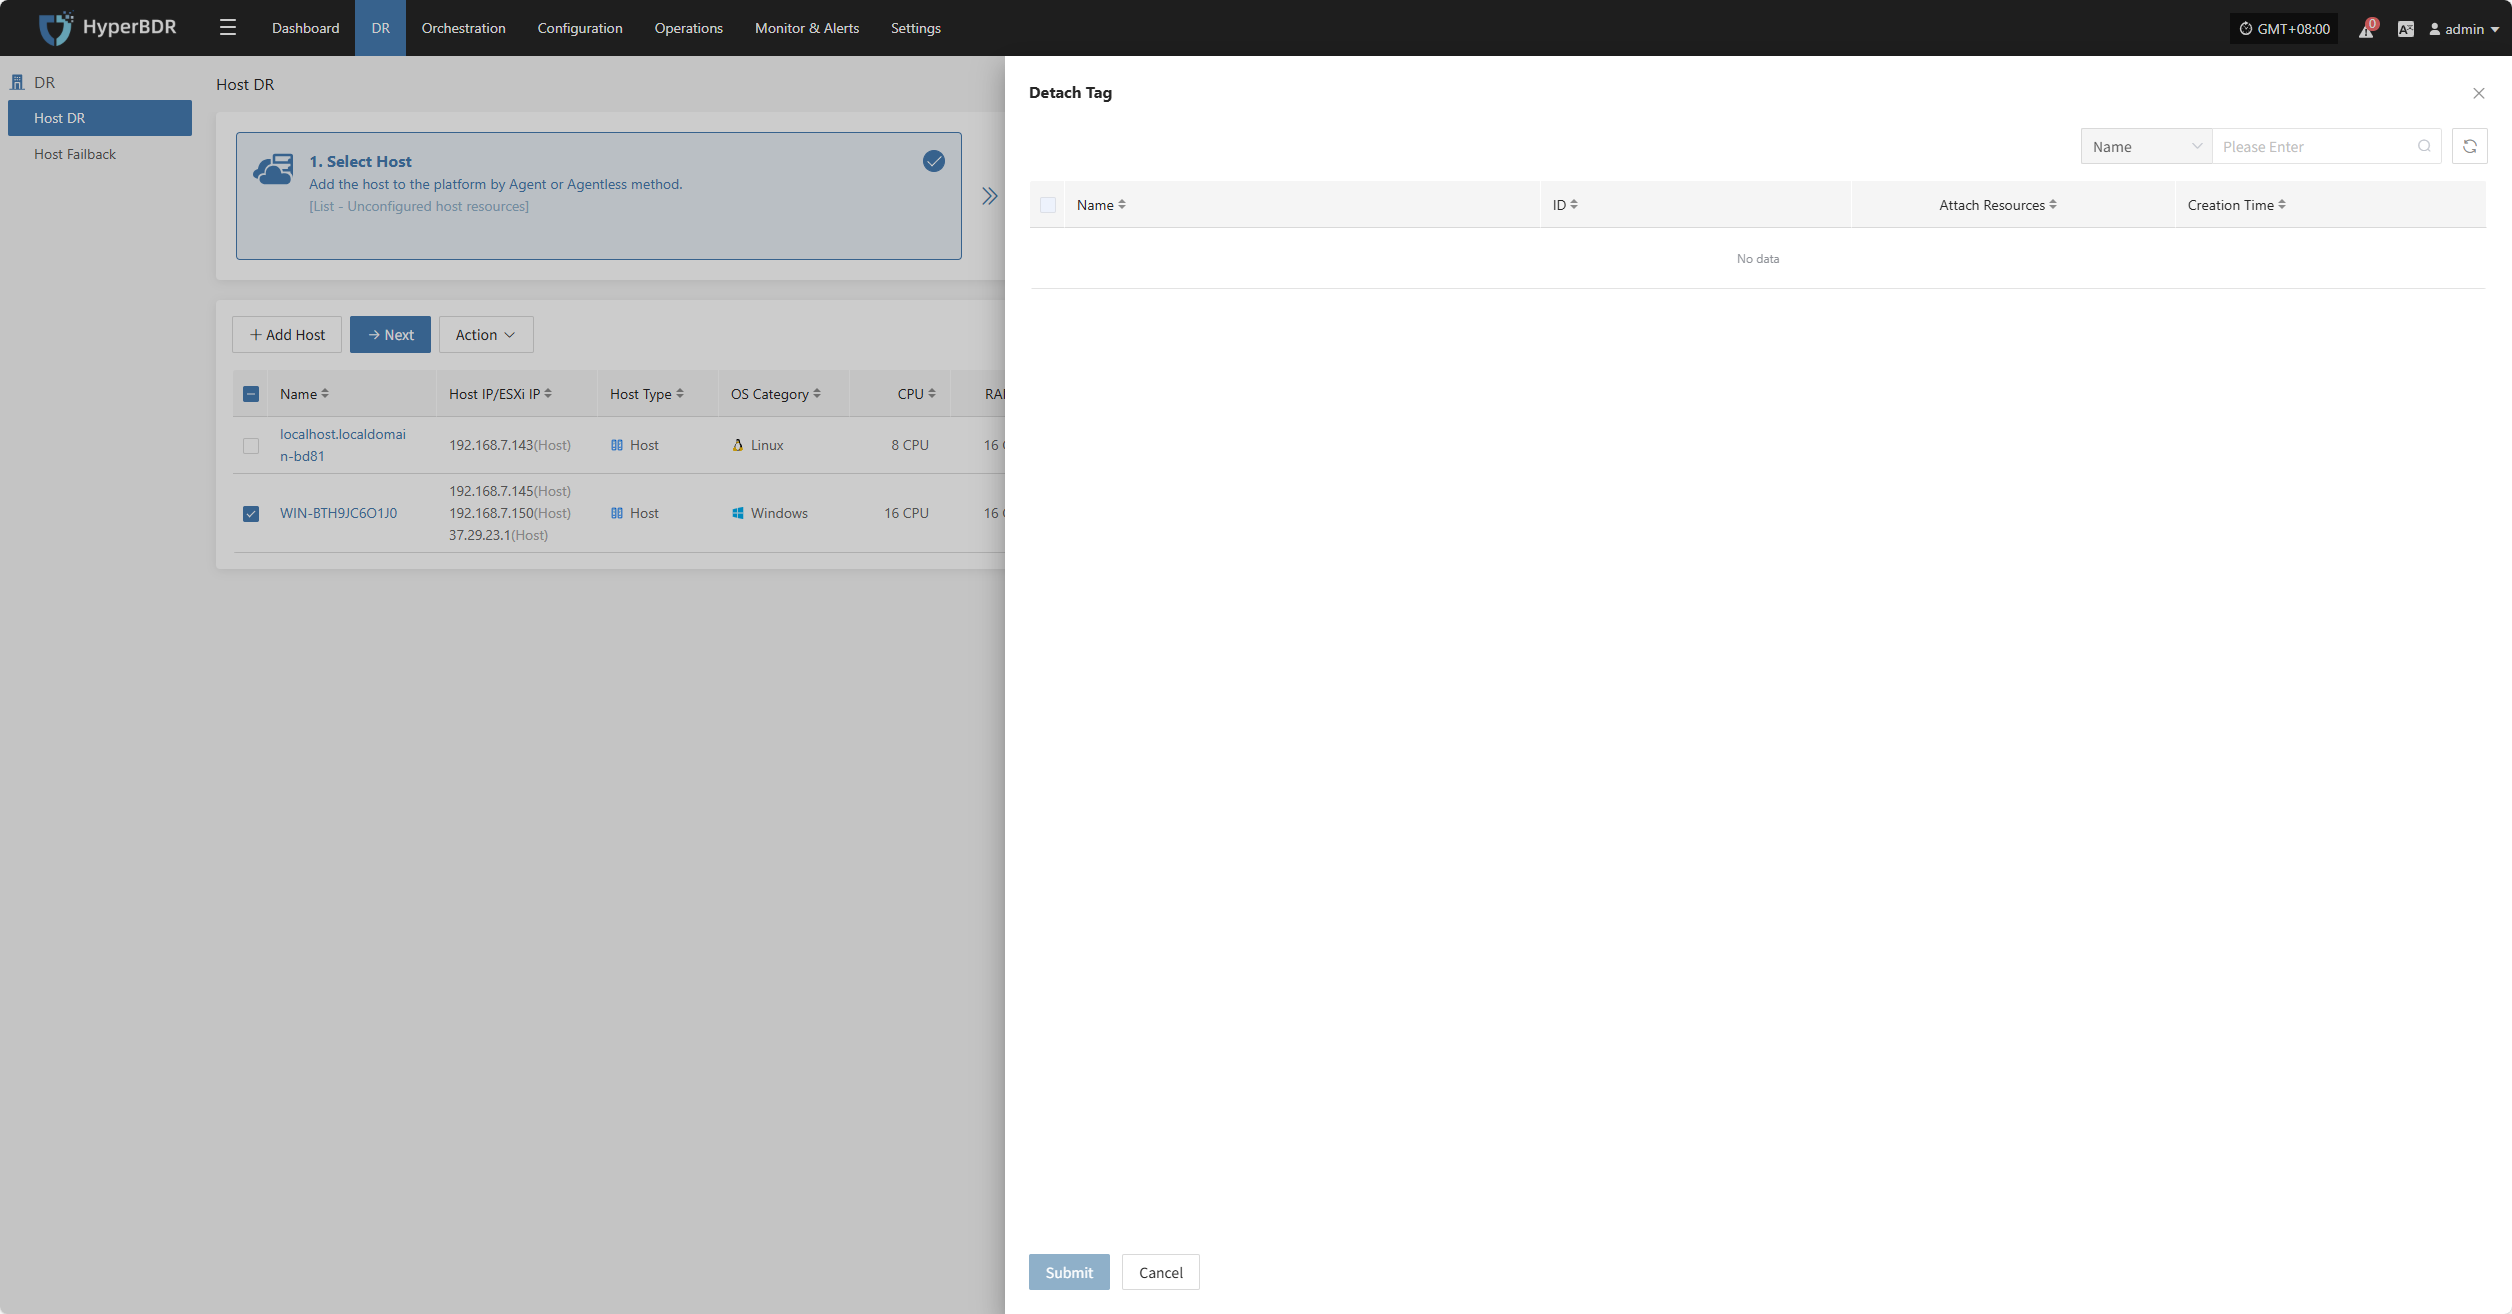 HyperBDR
Dashboard
DR
Orchestration
Configuration
Operations
Monitor & Alerts
Settings
GMT+08:00
0
admin
DR
Host DR
Host Failback
Host DR
1. Select Host
Add the host to the platform by Agent or Agentless method.
[List - Unconfigured host resources]
Add Host
Next
Action
Name
Host IP/ESXi IP
Host Type
OS Category
CPU
localhost.localdomai
n-bd81
192.168.7.143(Host)
Host
Linux
8 CPU
16
WIN-BTH9JC6O1J0
192.168.7.145(Host)
192.168.7.150(Host)
37.29.23.1(Host)
Host
Windows
16 CPU
16
Detach Tag
Name
Please Enter
Name
ID
Attach Resources
Creation Time
No data
Submit
Cancel